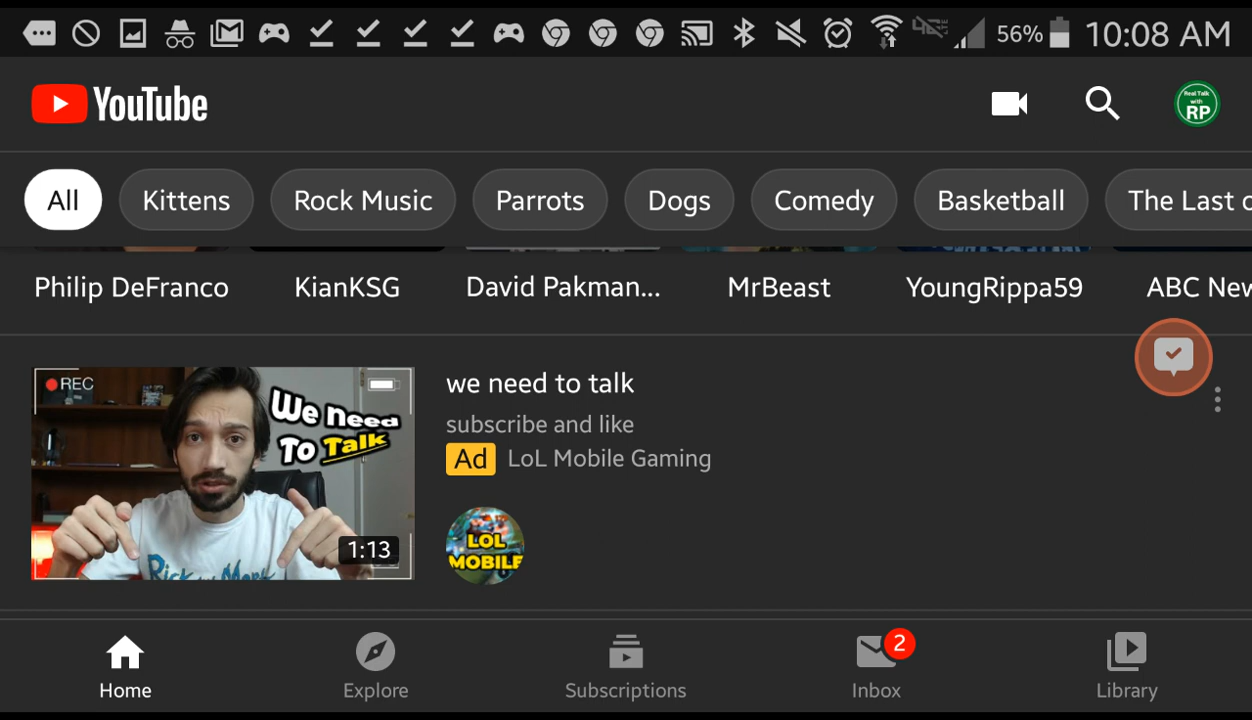 56% 10:08 AM
YouTube
Real Talk
with
RP
All Kittens Rock Music Parrots Dogs Comedy Basketball The Last
Philip DeFranco KianKSG David Pakman... MrBeast YoungRippa59 ABC New
REC
We Need
To Talk
Rick
1:13
we need to talk
subscribe and like
Ad LoL Mobile Gaming
LOL
MOBILE
2
Home Explore Subscriptions Inbox Library